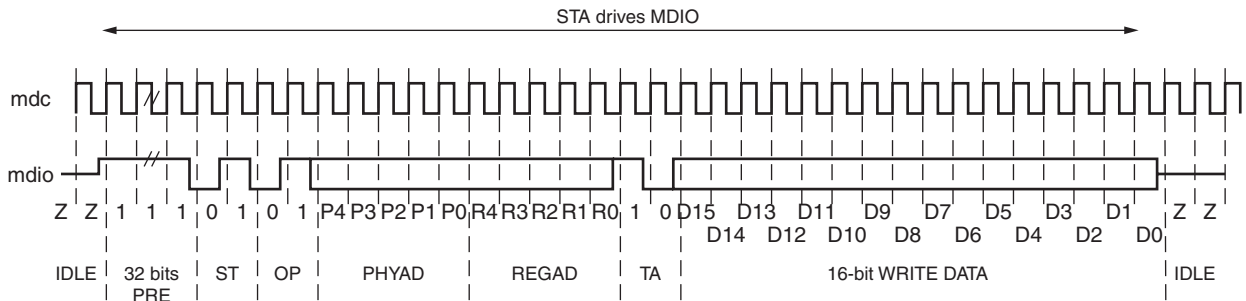 STA drives MDIO
mdc
mdio
Z Z 1 1 1 0 1 0 1 P4 P3 P2 P1 P0 R4 R3 R2 R1 R0 1 0 D15 D13 D11 D9 D7 D5 D3 D1 Z Z
D14 D12 D10 D8 D6 D4 D2 D0
IDLE 32 bits ST OP PHYAD REGAD TA 16-bit WRITE DATA IDLE
PRE